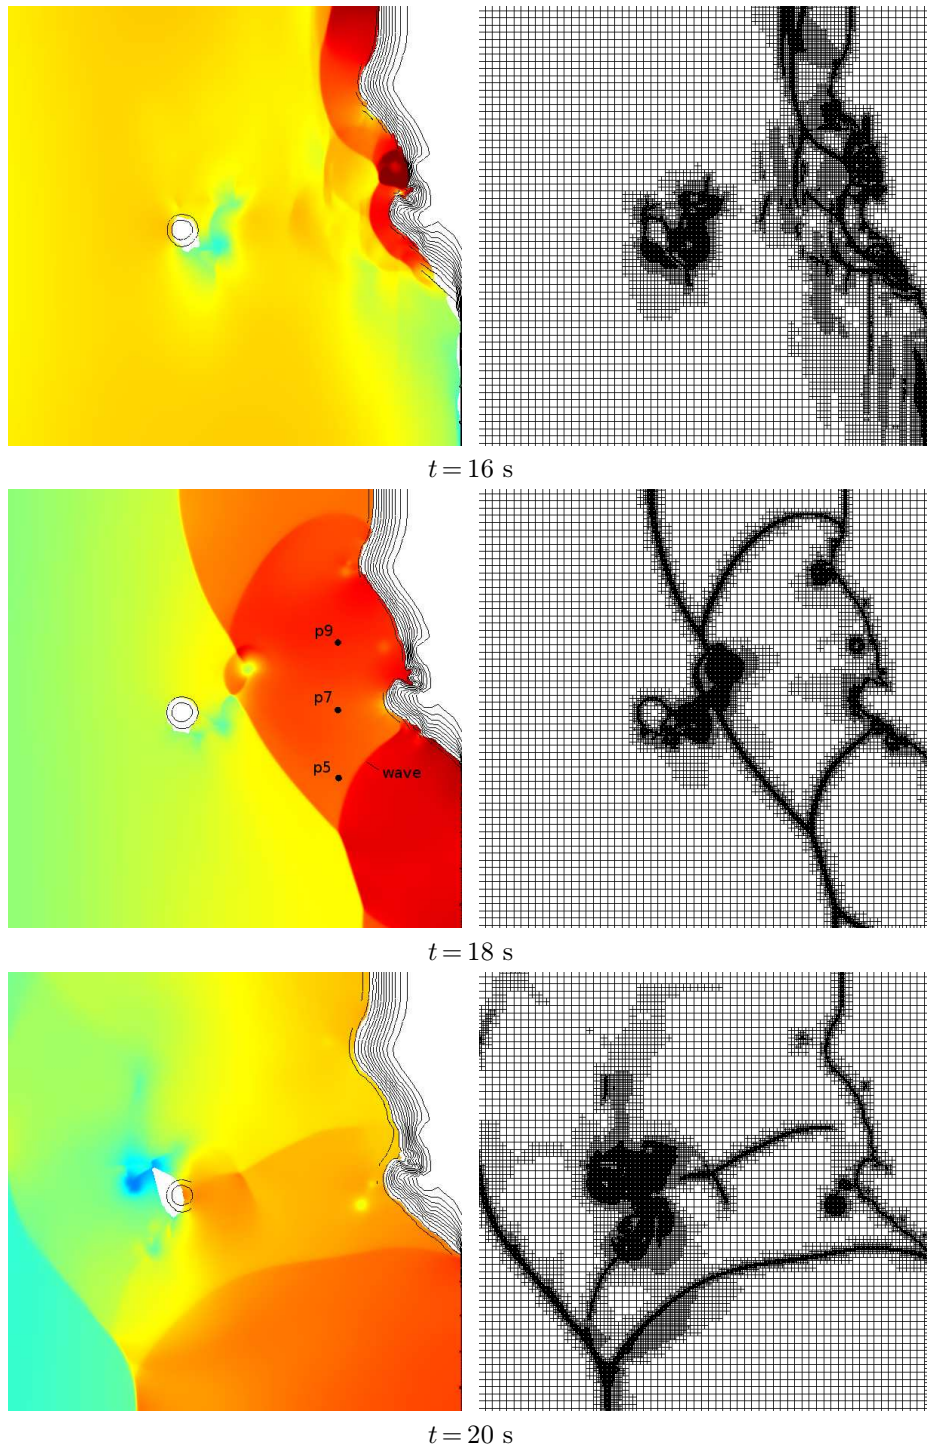 t = 16 s
p9
p7
p5
wave
t = 18 s
t = 20 s